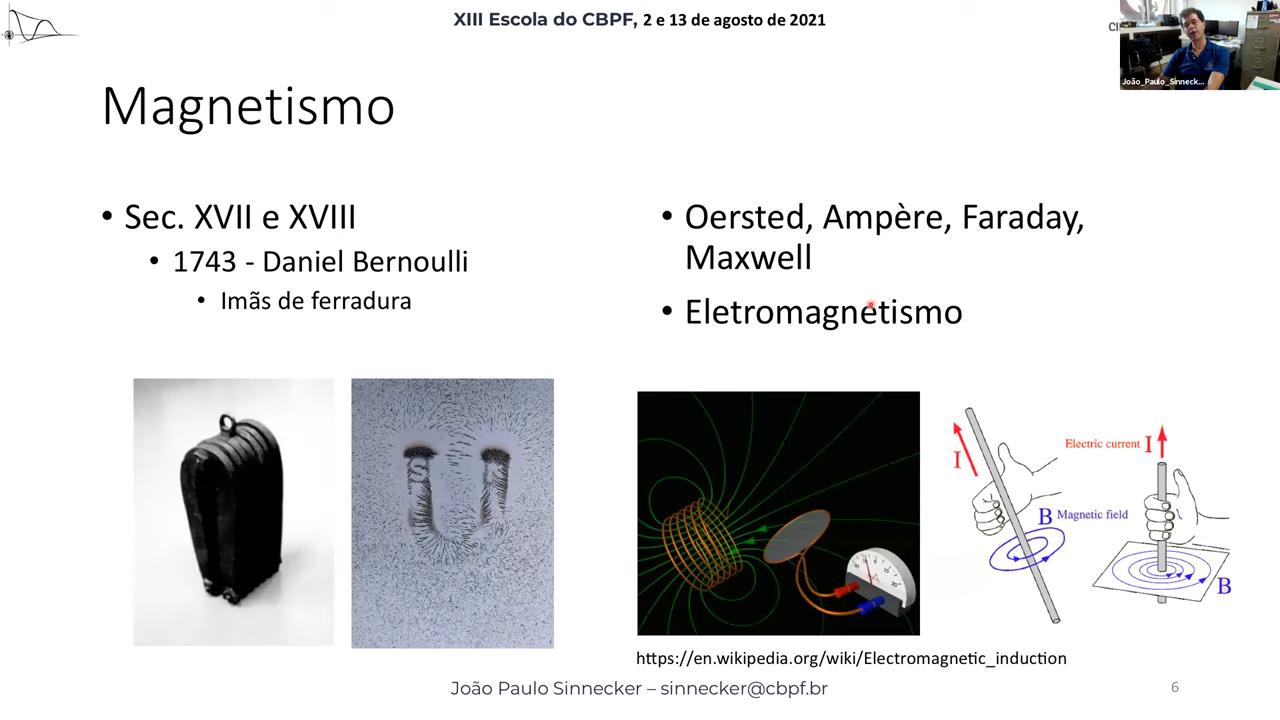 XIII Escola do CBPF, 2 e 13 de agosto de 2021
João_Paulo_Sinneck...
Magnetismo
• Sec. XVII e XVIII
• 1743 - Daniel Bernoulli
• Imãs de ferradura
• Oersted, Ampère, Faraday,
Maxwell
• Eletromagnetismo
I
Electric current I
B Magnetic field
B
https://en.wikipedia.org/wiki/Electromagnetic_induction
João Paulo Sinnecker – sinnecker@cbpf.br
6